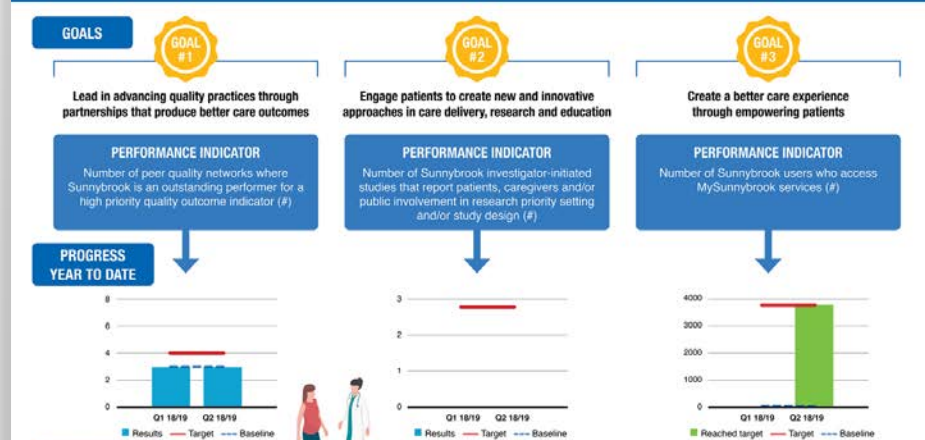 GOALS
GOAL
#1
GOAL
#2
GOAL
#3
Lead in advancing quality practices through
partnerships that produce better care outcomes
Engage patients to create new and innovative
approaches in care delivery, research and education
Create a better care experience
through empowering patients
PERFORMANCE INDICATOR
Number of peer quality networks where
Sunnybrook is an outstanding performer for a
high priority quality outcome indicator (#)
PERFORMANCE INDICATOR
Number of Sunnybrook investigator-initiated
studies that report patients, caregivers and/or
public involvement in research priority setting
and/or study design (#)
PERFORMANCE INDICATOR
Number of Sunnybrook users who access
MySunnybrook services (#)
PROGRESS
YEAR TO DATE
8
6
4
2
0
Q1 18/19 Q2 18/19
Results Target Baseline
3
2
1
0
Q1 18/19 Q2 18/19
Results Target Baseline
4000
3000
2000
1000
0
Q1 18/19 Q2 18/19
Reached target Target Baseline